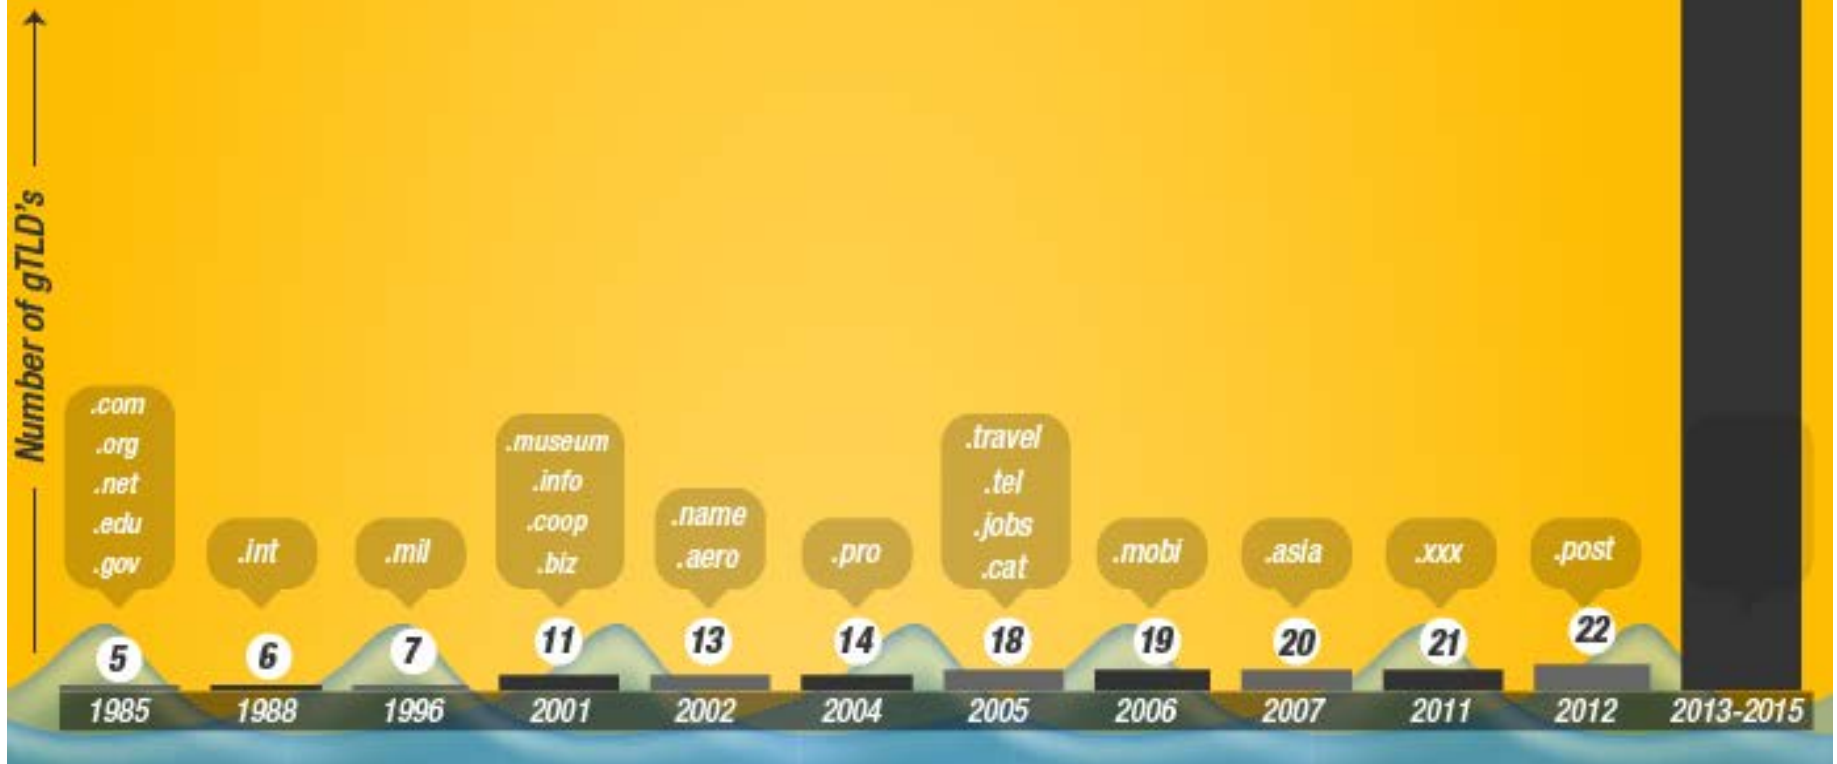 Number of gTLD's
.com
.org
.net
.edu
.gov
.int
.mil
.museum
.info
.coop
.biz
.name
.aero
.pro
.travel
.tel
.jobs
.cat
.mobi
.asia
.xxx
.post
5
6
7
11
13
14
18
19
20
21
22
1985
1988
1996
2001
2002
2004
2005
2006
2007
2011
2012
2013-2015